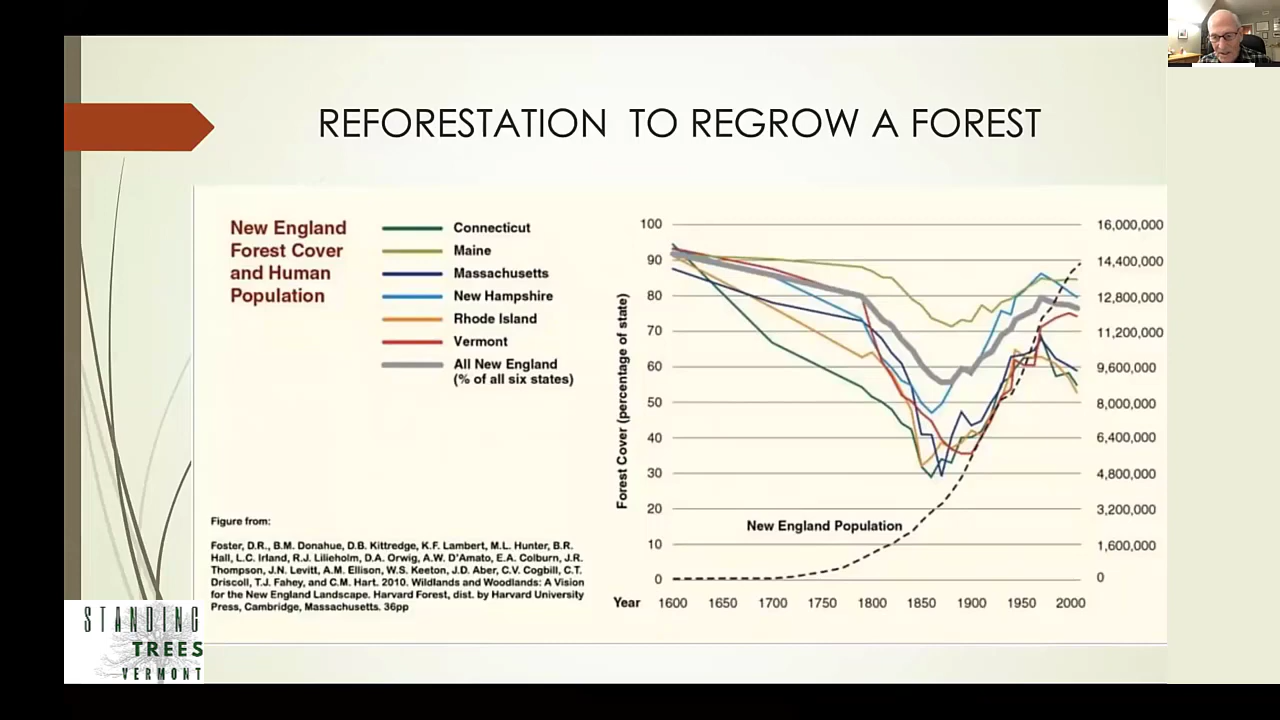 REFORESTATION TO REGROW A FOREST
New England
Forest Cover
and Human
Population
Connecticut
Maine
Massachusetts
New Hampshire
Rhode Island
Vermont
All New England
(% of all six states)
Figure from:
Foster, D.R., B.M. Donahue, D.B. Kittredge, K.F. Lambert, M.L. Hunter, B.R.
Hall, L.C. Irland, R.J. Lilieholm, D.A. Orwig, A.W. D'Amato, E.A. Colburn, J.R.
Thompson, J.N. Levitt, A.M. Ellison, W.S. Keeton, J.D. Aber, C.V. Cogbill, C.T.
Driscoll, T.J. Fahey, and C.M. Hart. 2010. Wildlands and Woodlands: A Vision
for the New England Landscape. Harvard Forest, dist. by Harvard University
Press, Cambridge, Massachusetts. 36pp
Forest Cover (percentage of state)
100
90
80
70
60
50
40
30
20
10
0
New England Population
16,000,000
14,400,000
12,800,000
11,200,000
9,600,000
8,000,000
6,400,000
4,800,000
3,200,000
1,600,000
0
Year 1600 1650 1700 1750 1800 1850 1900 1950 2000
STANDING
TREES
VERMONT